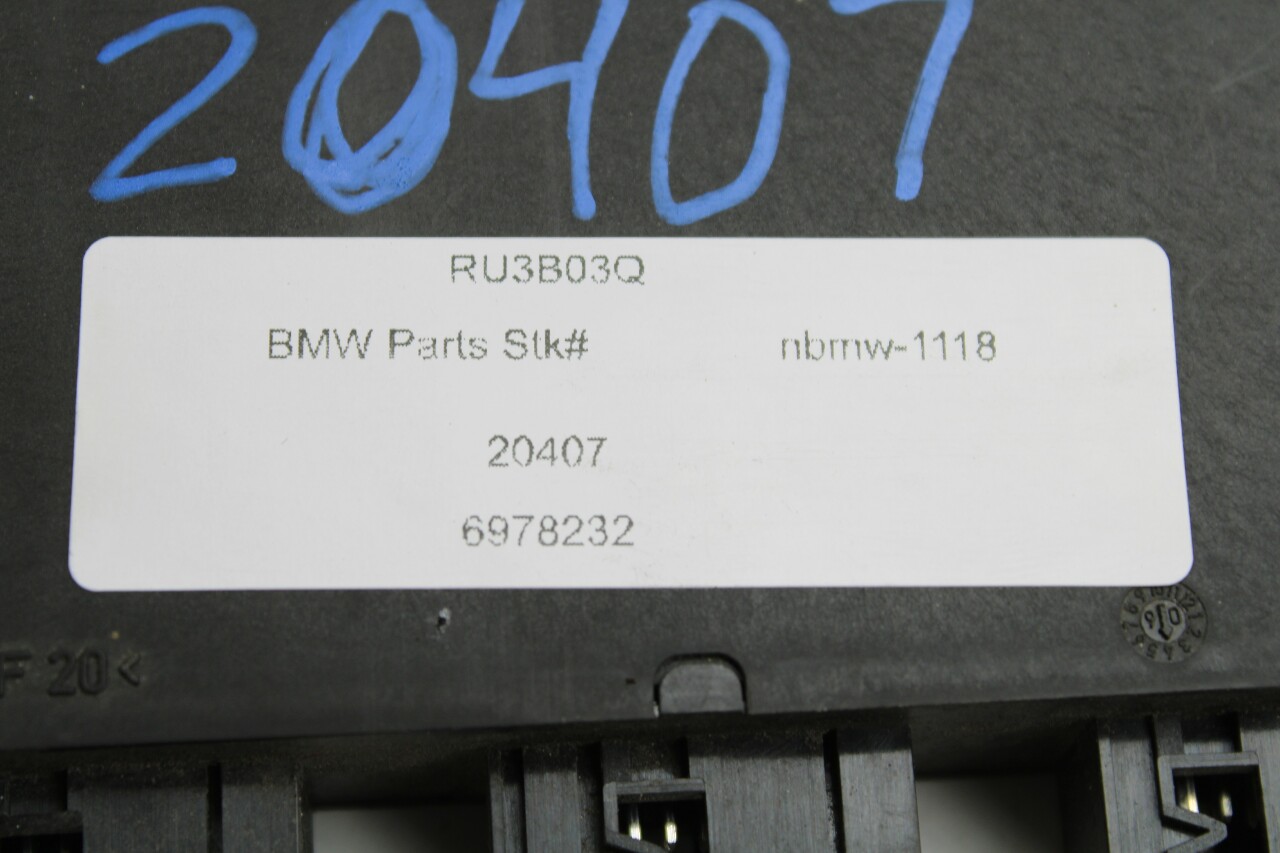 20407
RU3B03Q
BMW Parts Stk# nbmw-1118
20407
6978232
F 20<